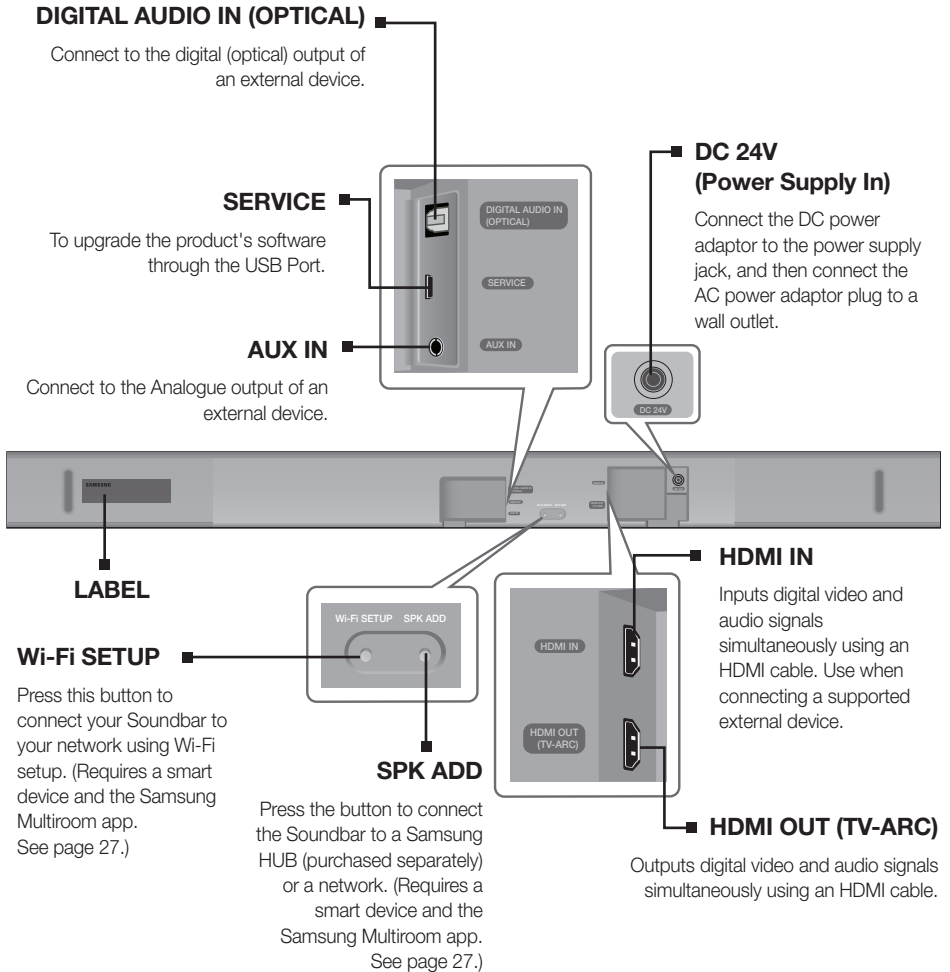 DIGITAL AUDIO IN (OPTICAL)
Connect to the digital (optical) output of
an external device.
SERVICE
To upgrade the product's software
through the USB Port.
AUX IN
Connect to the Analogue output of an
external device.
DIGITAL AUDIO IN
(OPTICAL)
SERVICE
AUX IN
DC 24V
(Power Supply In)
Connect the DC power
adaptor to the power supply
jack, and then connect the
AC power adaptor plug to a
wall outlet.
DC 24V
SAMSUNG
LABEL
Wi-Fi SETUP
Press this button to
connect your Soundbar to
your network using Wi-Fi
setup. (Requires a smart
device and the Samsung
Multiroom app.
See page 27.)
Wi-Fi SETUP SPK ADD
SPK ADD
Press the button to connect
the Soundbar to a Samsung
HUB (purchased separately)
or a network. (Requires a
smart device and the
Samsung Multiroom app.
See page 27.)
HDMI IN
HDMI OUT
(TV-ARC)
HDMI IN
Inputs digital video and
audio signals
simultaneously using an
HDMI cable. Use when
connecting a supported
external device.
HDMI OUT (TV-ARC)
Outputs digital video and audio signals
simultaneously using an HDMI cable.